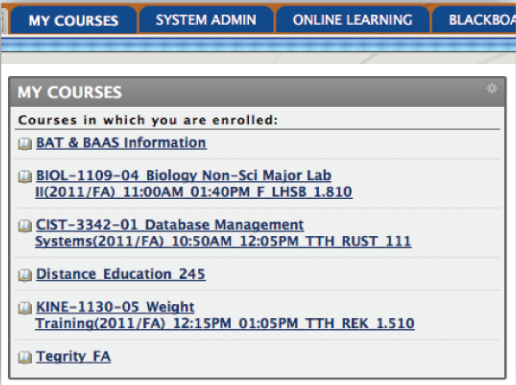 MY COURSES SYSTEM ADMIN ONLINE LEARNING
MY COURSES
Courses in which you are enrolled:
BAT & BAAS Information
BIOL-1109-04 Biology Non-Sci Major Lab
II(2011/FA) 11:00AM 01:40PM F LHSB 1.810
CIST-3342-01 Database Management
Systems(2011/FA) 10:50AM 12:05PM TTH RUST 111
Distance Education 245
KINE-1130-05 Weight
Training(2011/FA) 12:15PM 01:05PM TTH REK 1.510
Tegrity FA